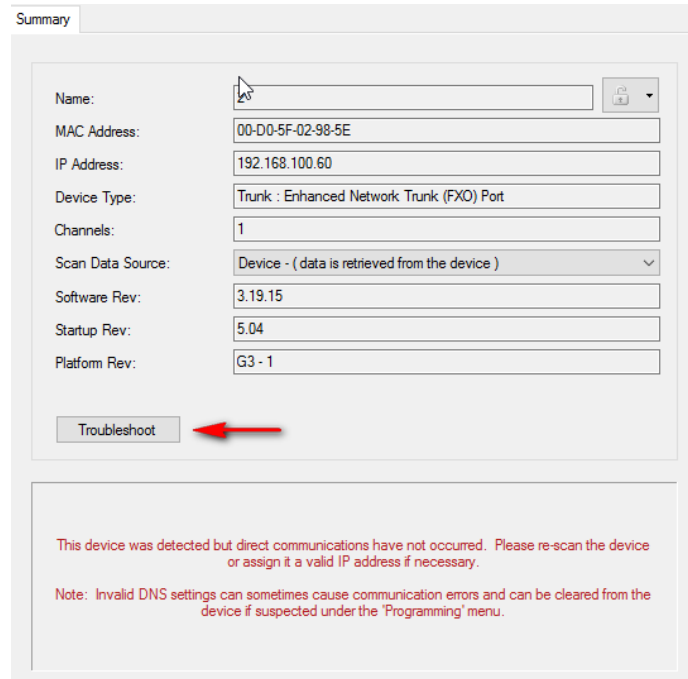 Summary
Name: 2
MAC Address: 00-D0-5F-02-98-5E
IP Address: 192.168.100.60
Device Type: Trunk : Enhanced Network Trunk (FXO) Port
Channels: 1
Scan Data Source: Device - ( data is retrieved from the device )
Software Rev: 3.19.15
Startup Rev: 5.04
Platform Rev: G3 - 1
Troubleshoot
This device was detected but direct communications have not occurred. Please re-scan the device
or assign it a valid IP address if necessary.
Note: Invalid DNS settings can sometimes cause communication errors and can be cleared from the
device if suspected under the 'Programming' menu.